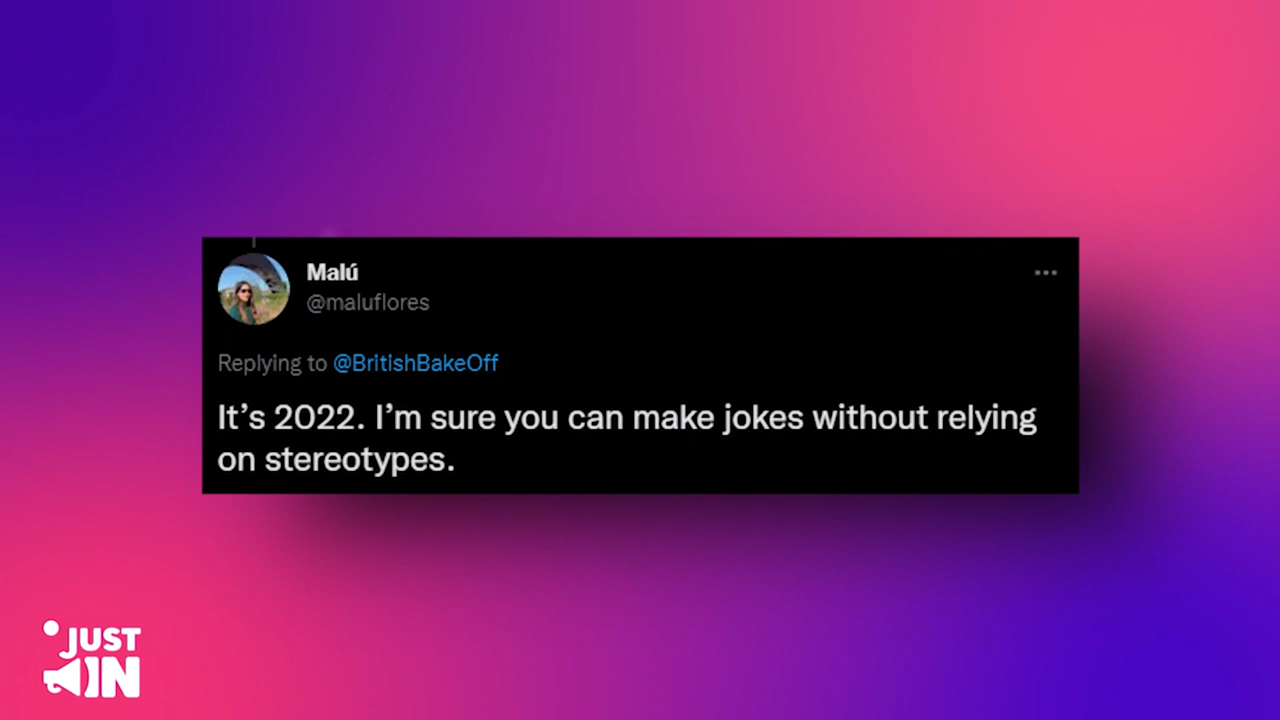 Malú
@maluflores
Replying to @BritishBakeOff
It’s 2022. I’m sure you can make jokes without relying
on stereotypes.
JUST
IN